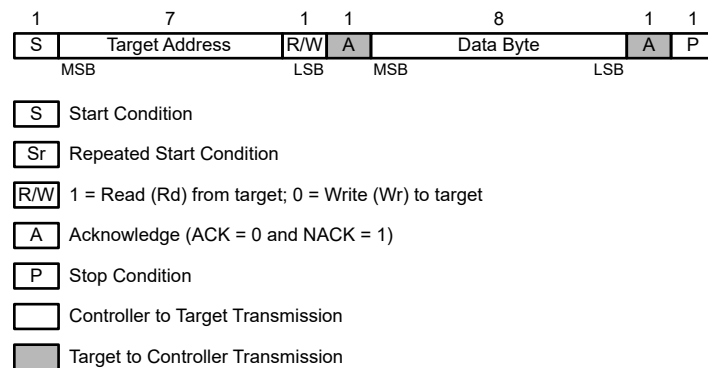 1 7 1 1 8 1 1
S Target Address R/W A Data Byte A P
MSB LSB MSB LSB
S Start Condition
Sr Repeated Start Condition
R/W 1 = Read (Rd) from target; 0 = Write (Wr) to target
A Acknowledge (ACK = 0 and NACK = 1)
P Stop Condition
Controller to Target Transmission
Target to Controller Transmission